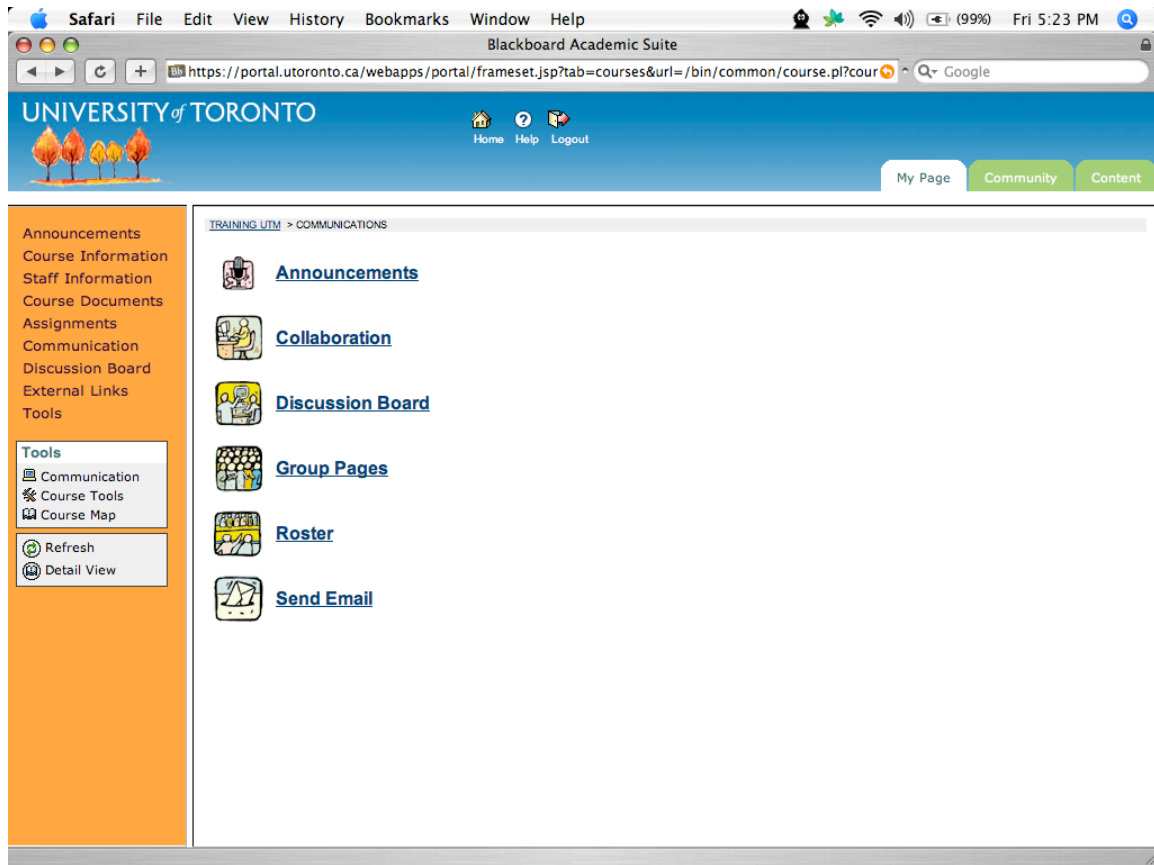 Safari File Edit View History Bookmarks Window Help (99%) Fri 5:23 PM
Blackboard Academic Suite
https://portal.utoronto.ca/webapps/portal/frameset.jsp?tab=courses&url=/bin/common/course.pl?cour Google
UNIVERSITY of TORONTO
Home Help Logout
My Page Community Content
TRAINING UTM > COMMUNICATIONS
Announcements
Course Information
Staff Information
Course Documents
Assignments
Communication
Discussion Board
External Links
Tools
Tools
Communication
Course Tools
Course Map
Refresh
Detail View
Announcements
Collaboration
Discussion Board
Group Pages
Roster
Send Email